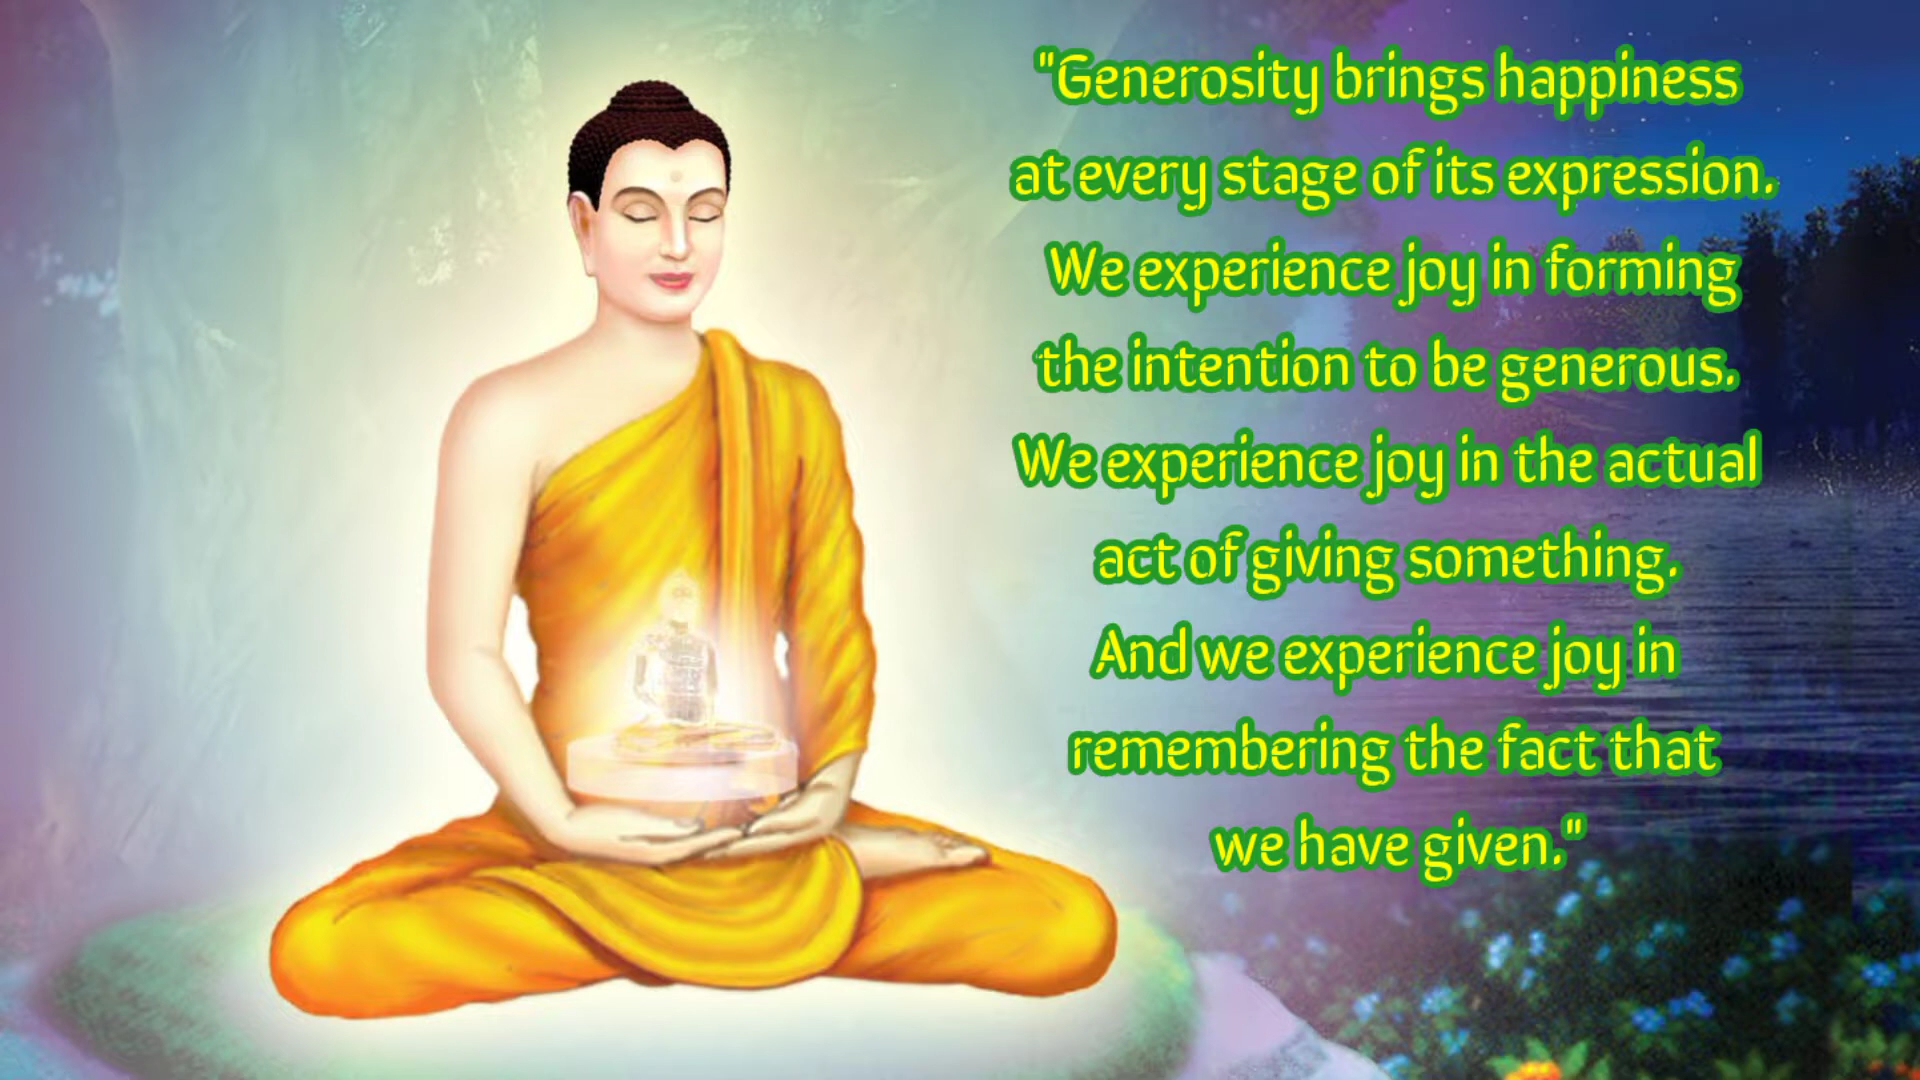 "Generosity brings happiness
at every stage of its expression.
We experience joy in forming
the intention to be generous.
We experience joy in the actual
act of giving something.
And we experience joy in
remembering the fact that
we have given."